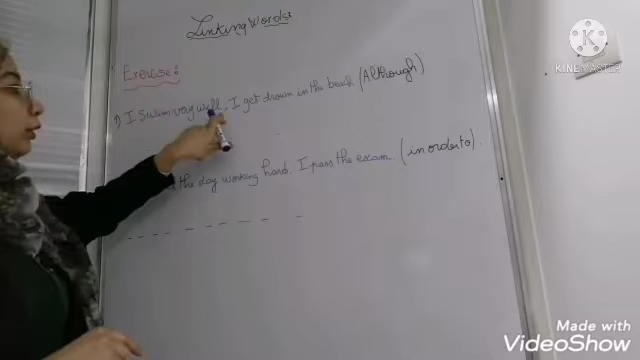 Linking Words:
Exercise:
1) I swim very well. I get drown in the beach (Although)
the day working hard. I pass the exam (in order to).
KINEMASTER
Made with
VideoShow